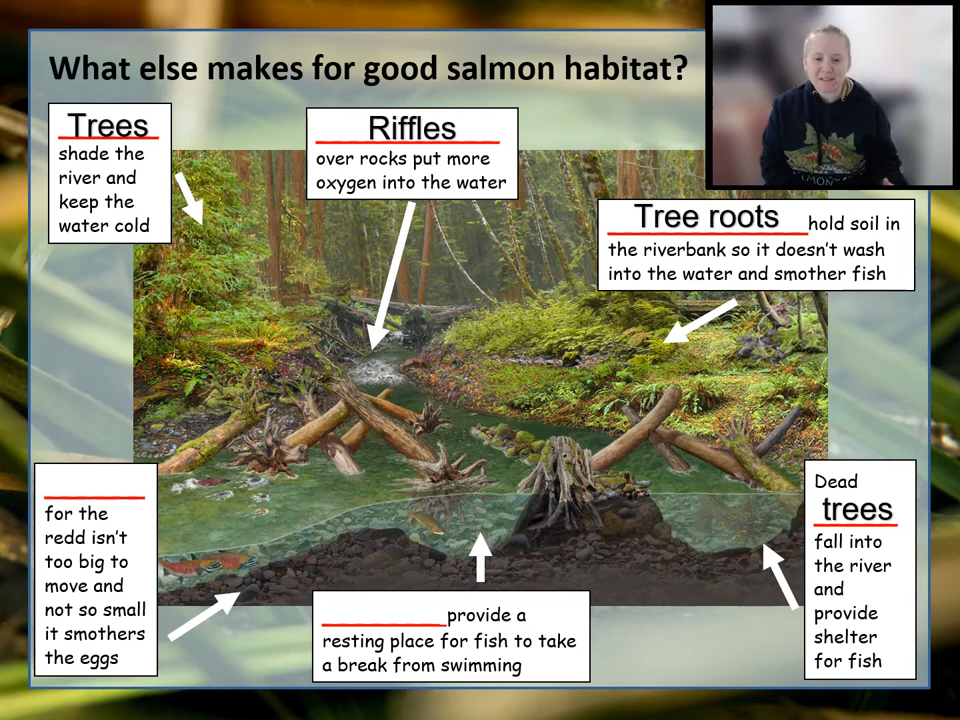 What else makes for good salmon habitat?
Trees
shade the
river and
keep the
water cold
Riffles
over rocks put more
oxygen into the water
Tree roots hold soil in
the riverbank so it doesn't wash
into the water and smother fish
for the
redd isn't
too big to
move and
not so small
it smothers
the eggs
provide a
resting place for fish to take
a break from swimming
Dead
trees
fall into
the river
and
provide
shelter
for fish